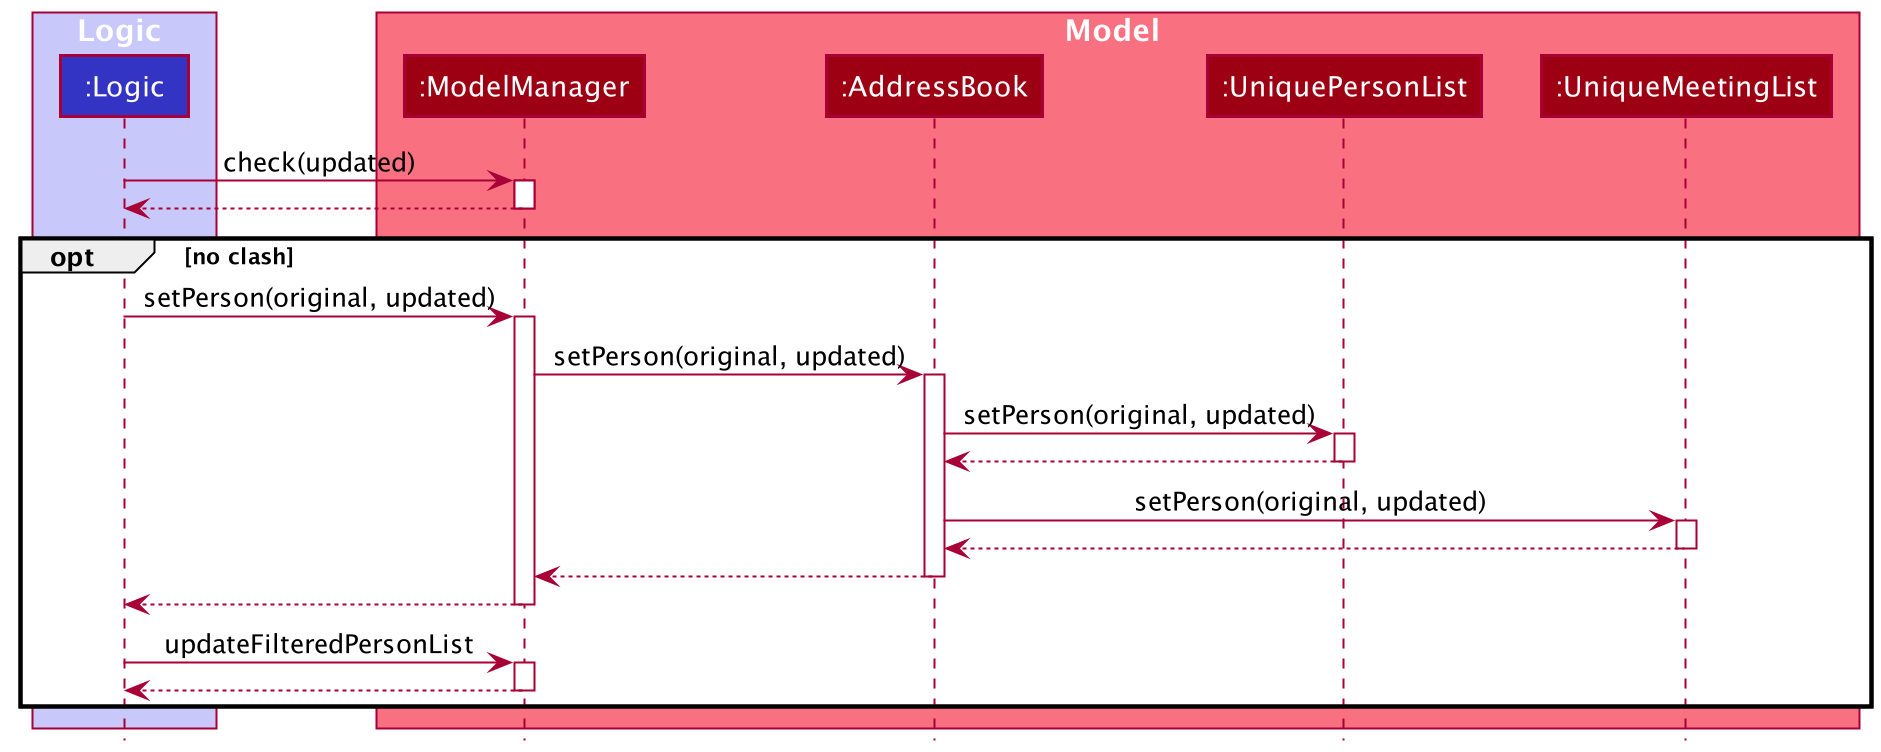 Logic
Model
:Logic
:ModelManager
:AddressBook
:UniquePersonList
:UniqueMeetingList
check(updated)
opt
[no clash]
setPerson(original, updated)
setPerson(original, updated)
setPerson(original, updated)
setPerson(original, updated)
updateFilteredPersonList